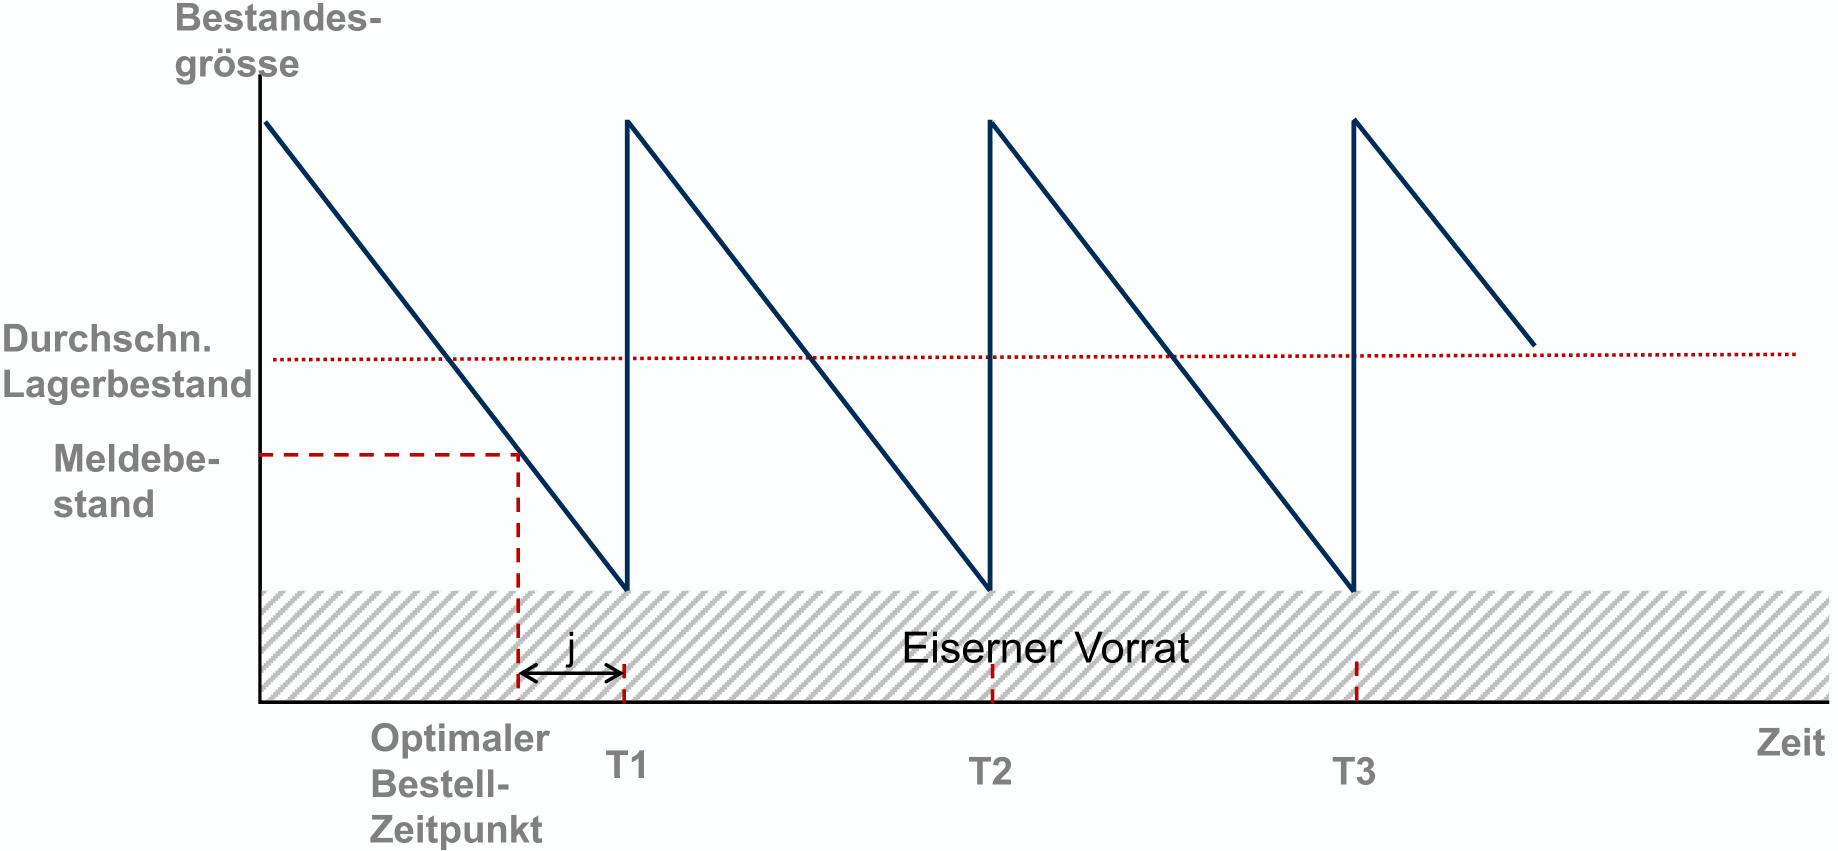 Bestandes-
grösse
Durchschn.
Lagerbestand
Meldebe-
stand
j
Eiserner Vorrat
Optimaler
Bestell-
Zeitpunkt
T1
T2
T3
Zeit